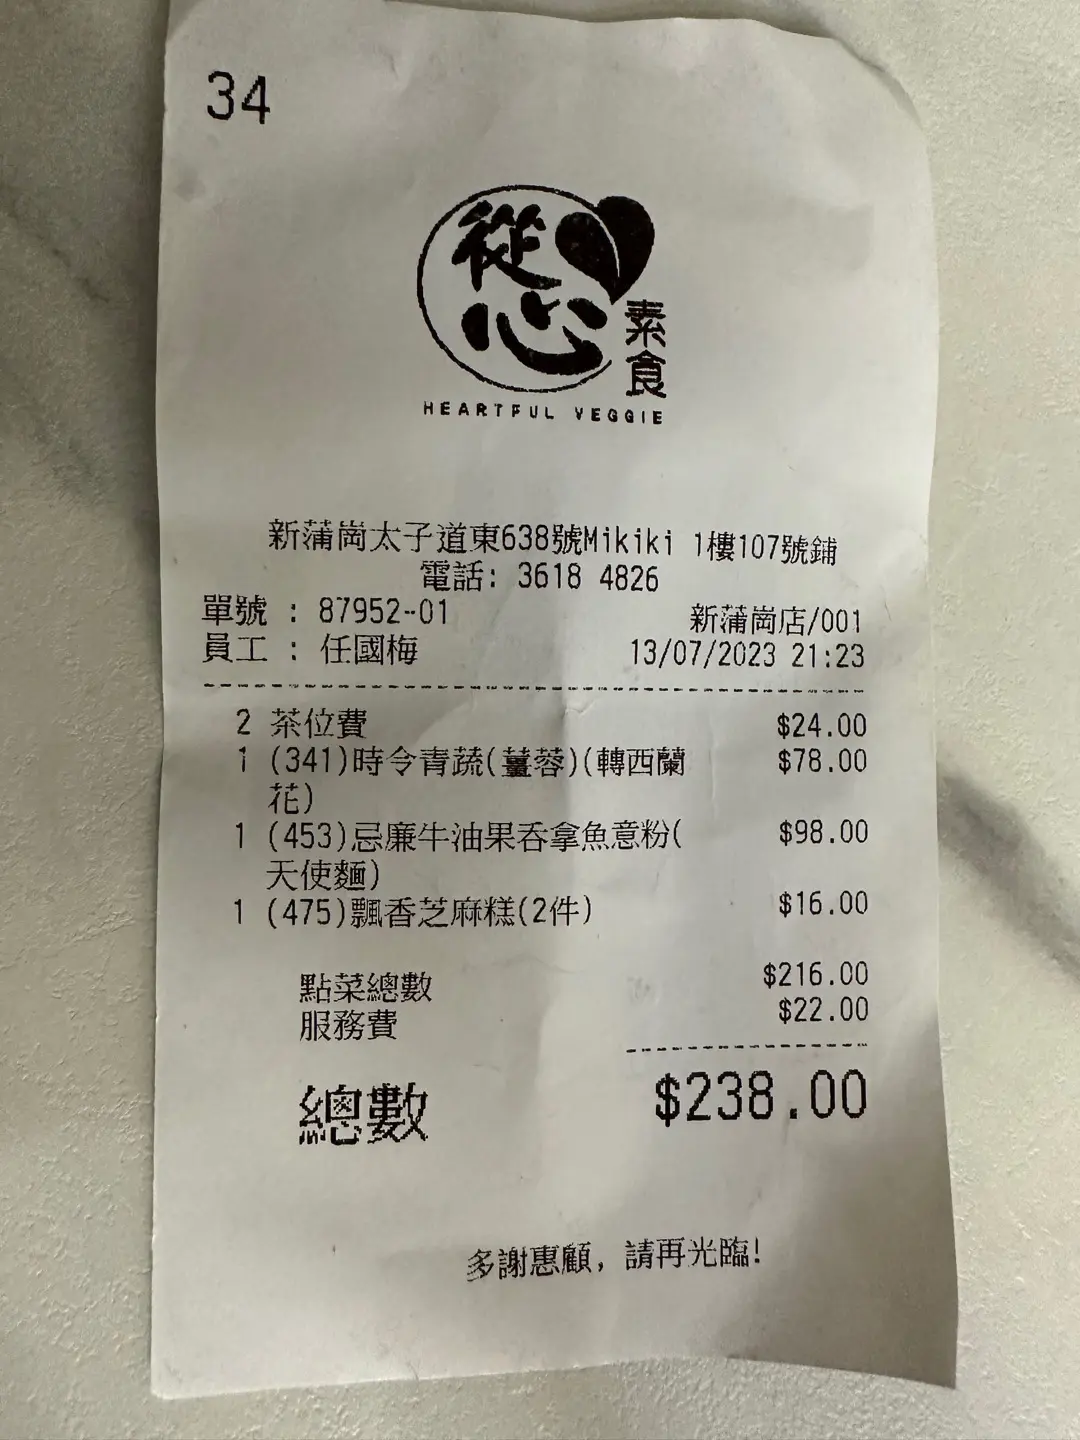 34
從心
素食
HEARTFUL VEGGIE
新蒲崗太子道東638號Mikiki 1樓107號鋪
電話: 3618 4826
單號 : 87952-01 新蒲崗店/001
員工 : 任國梅 13/07/2023 21:23
2 茶位費 $24.00
1 (341)時令青蔬(薑蓉)(轉西蘭 $78.00
花)
1 (453)忌廉牛油果吞拿魚意粉( $98.00
天使麵)
1 (475)飄香芝麻糕(2件) $16.00
點菜總數 $216.00
服務費 $22.00
總數 $238.00
多謝惠顧, 請再光臨!